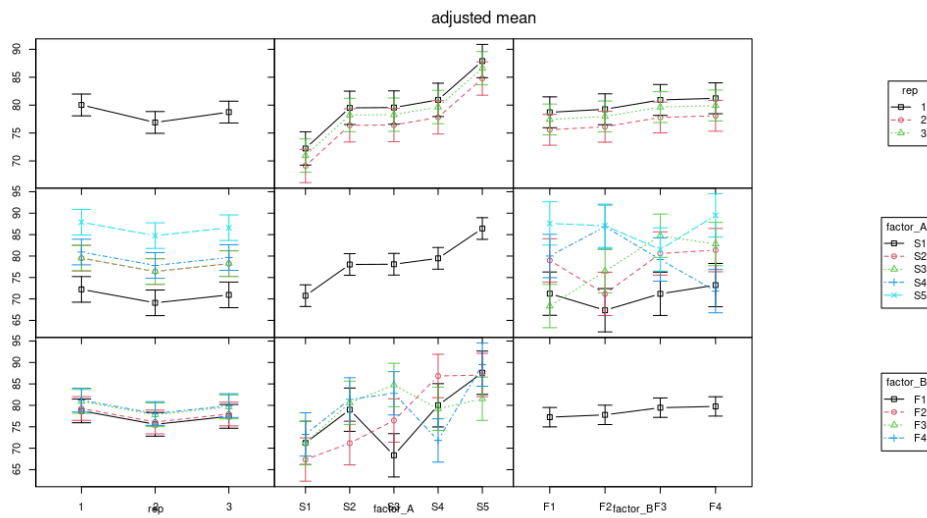 adjusted mean
90
85
80
75
70
rep
1
2
3
95
90
85
80
75
70
65
factor_A
S1
S2
S3
S4
S5
95
90
85
80
75
70
65
factor_B
F1
F2
F3
F4
1 2 3 S1 S2 S3 S4 S5 F1 F2 F3 F4
rep factor_A factor_B